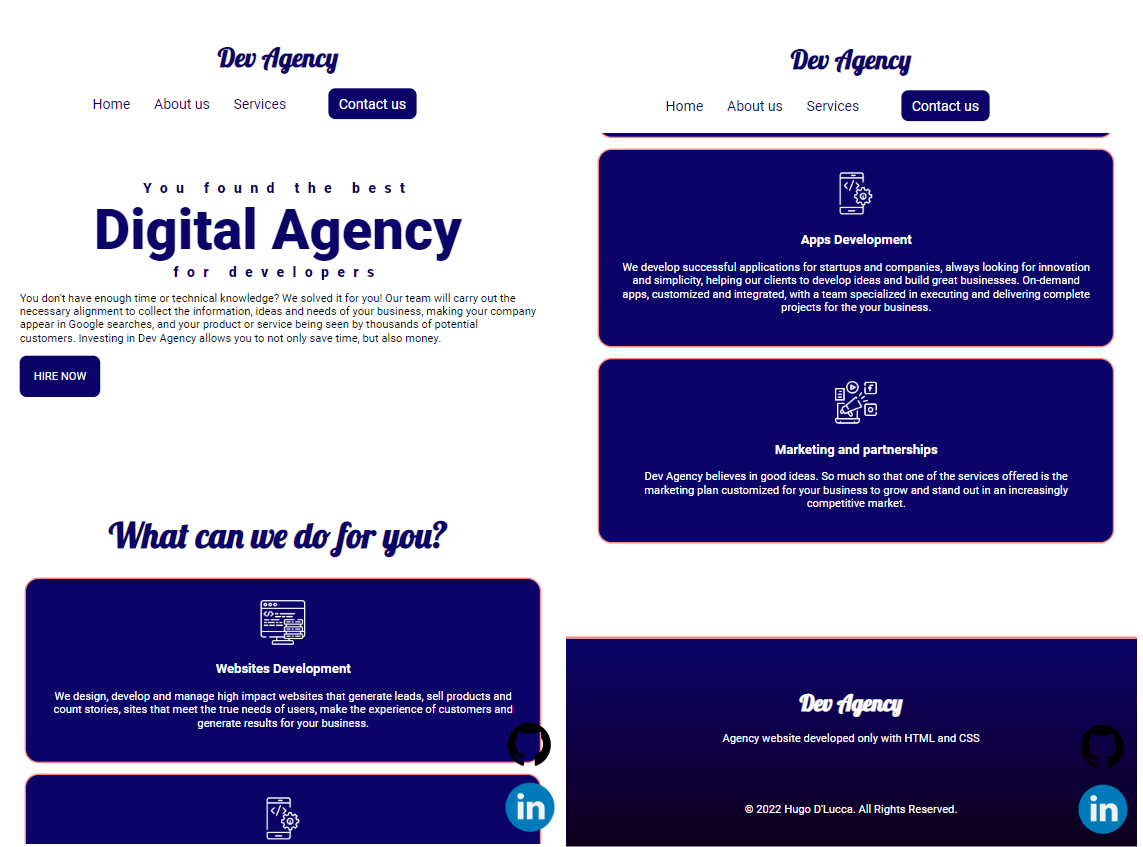 Dev Agency
Home About us Services Contact us
You found the best
Digital Agency
for developers
You don't have enough time or technical knowledge? We solved it for you! Our team will carry out the
necessary alignment to collect the information, ideas and needs of your business, making your company
appear in Google searches, and your product or service being seen by thousands of potential
customers. Investing in Dev Agency allows you to not only save time, but also money.
HIRE NOW
What can we do for you?
Websites Development
We design, develop and manage high impact websites that generate leads, sell products and
count stories, sites that meet the true needs of users, make the experience of customers and
generate results for your business.
in
Dev Agency
Home About us Services Contact us
Apps Development
We develop successful applications for startups and companies, always looking for innovation
and simplicity, helping our clients to develop ideas and build great businesses. On-demand
apps, customized and integrated, with a team specialized in executing and delivering complete
projects for the your business.
Marketing and partnerships
Dev Agency believes in good ideas. So much so that one of the services offered is the
marketing plan customized for your business to grow and stand out in an increasingly
competitive market.
Dev Agency
Agency website developed only with HTML and CSS
© 2022 Hugo D'Lucca. All Rights Reserved.
in